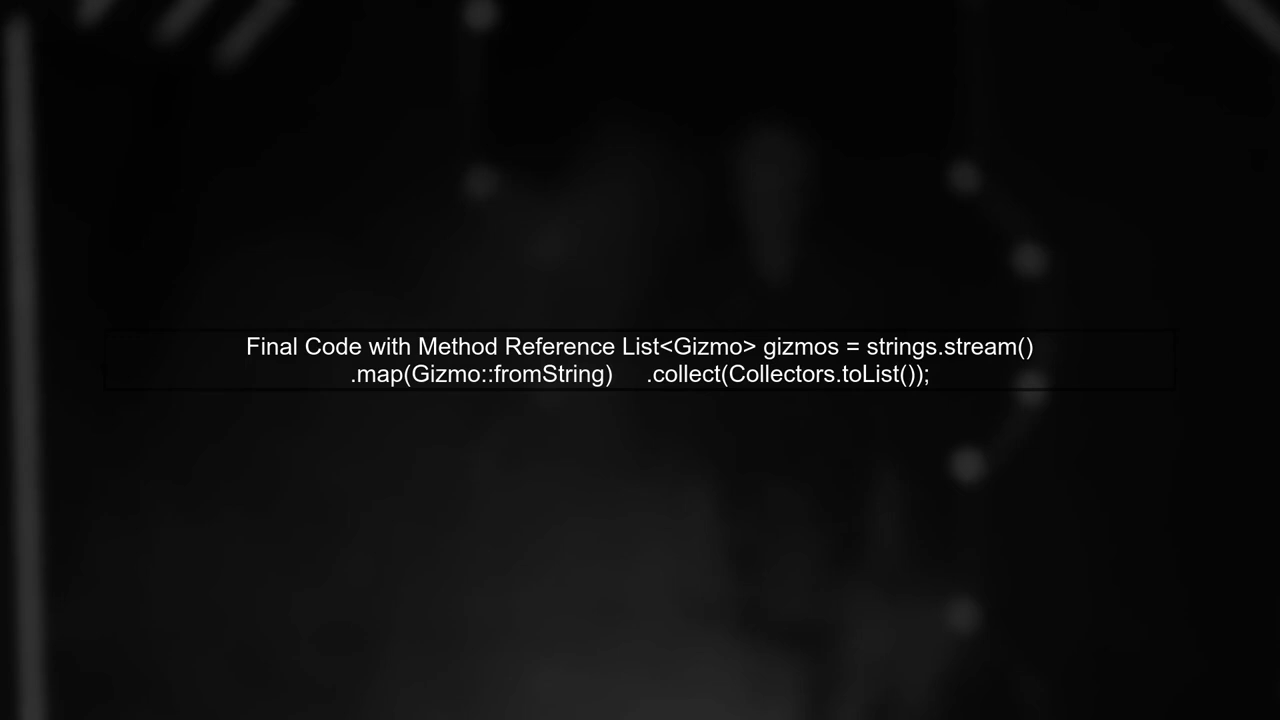 Final Code with Method Reference List<Gizmo> gizmos = strings.stream()
.map(Gizmo::fromString)     .collect(Collectors.toList());